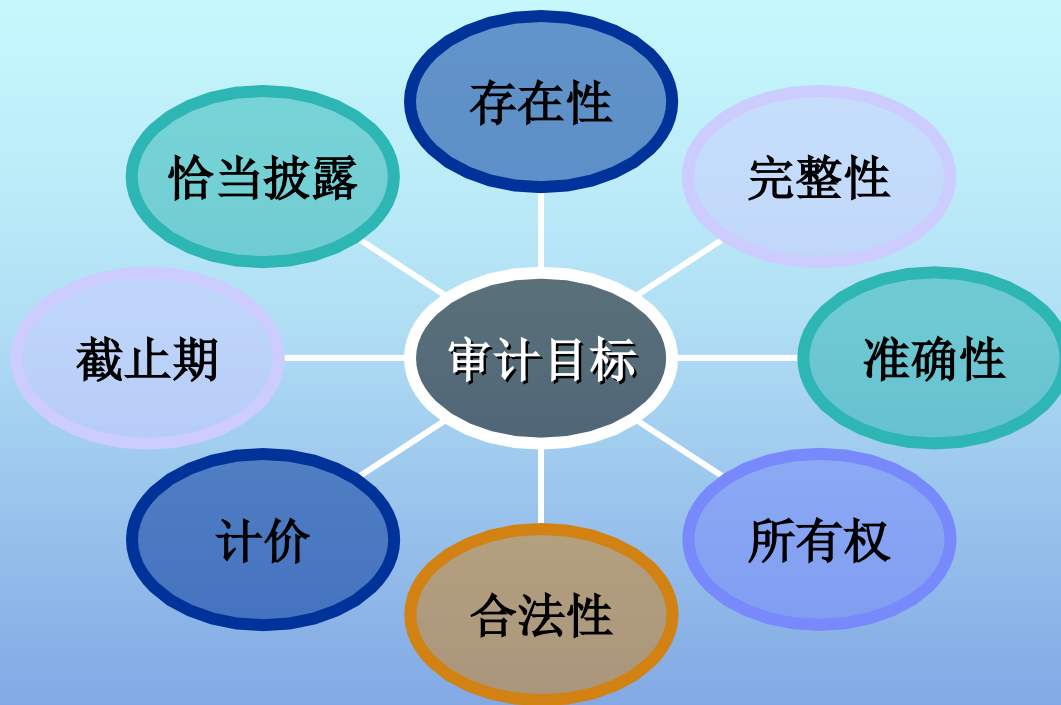 存在性
恰当披露
完整性
截止期
审计目标
准确性
计价
所有权
合法性